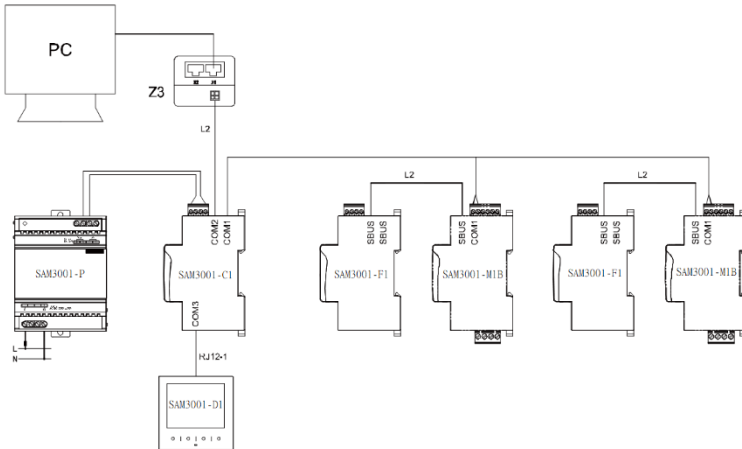 PC
Z3
L2
L2
L2
COM2
COM1
SBUS
SBUS
SBUS
COM1
SBUS
SBUS
SBUS
COM1
SAM3001-P
SAM3001-C1
SAM3001-F1
SAM3001-M1B
SAM3001-F1
SAM3001-M1B
COM3
L
N
RJ12-1
SAM3001-D1